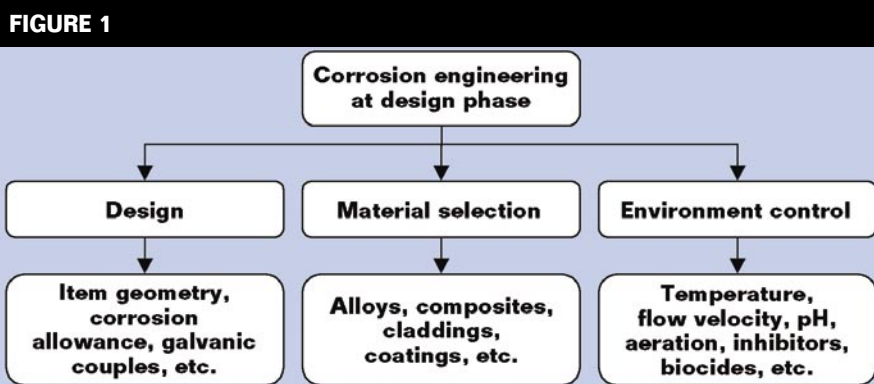 FIGURE 1
Corrosion engineering
at design phase
Design
Material selection
Environment control
Item geometry,
corrosion
allowance, galvanic
couples, etc.
Alloys, composites,
claddings,
coatings, etc.
Temperature,
flow velocity, pH,
aeration, inhibitors,
biocides, etc.